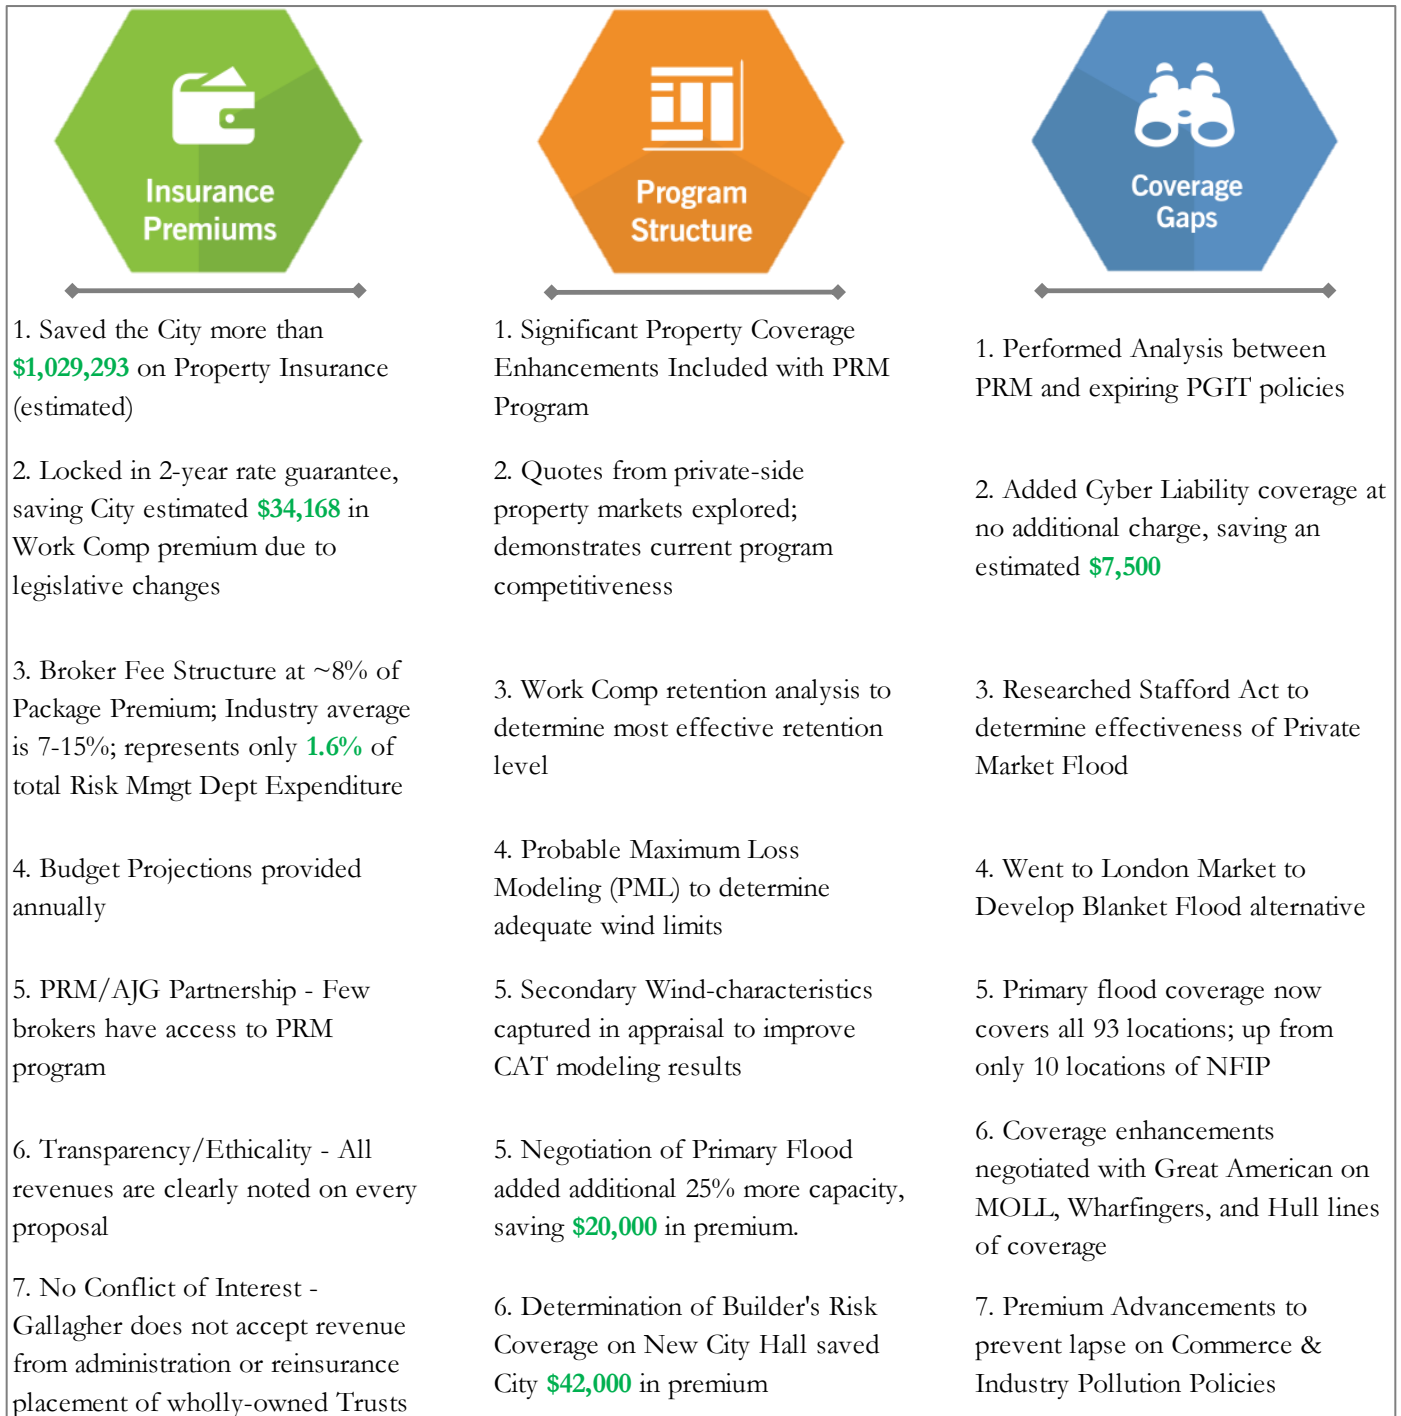 Insurance
Premiums
1. Saved the City more than
$1,029,293 on Property Insurance
(estimated)
2. Locked in 2-year rate guarantee,
saving City estimated $34,168 in
Work Comp premium due to
legislative changes
3. Broker Fee Structure at ~8% of
Package Premium; Industry average
is 7-15%; represents only 1.6% of
total Risk Mmgt Dept Expenditure
4. Budget Projections provided
annually
5. PRM/AJG Partnership - Few
brokers have access to PRM
program
6. Transparency/Ethicality - All
revenues are clearly noted on every
proposal
7. No Conflict of Interest -
Gallagher does not accept revenue
from administration or reinsurance
placement of wholly-owned Trusts
Program
Structure
1. Significant Property Coverage
Enhancements Included with PRM
Program
2. Quotes from private-side
property markets explored;
demonstrates current program
competitiveness
3. Work Comp retention analysis to
determine most effective retention
level
4. Probable Maximum Loss
Modeling (PML) to determine
adequate wind limits
5. Secondary Wind-characteristics
captured in appraisal to improve
CAT modeling results
5. Negotiation of Primary Flood
added additional 25% more capacity,
saving $20,000 in premium.
6. Determination of Builder's Risk
Coverage on New City Hall saved
City $42,000 in premium
Coverage
Gaps
1. Performed Analysis between
PRM and expiring PGIT policies
2. Added Cyber Liability coverage at
no additional charge, saving an
estimated $7,500
3. Researched Stafford Act to
determine effectiveness of Private
Market Flood
4. Went to London Market to
Develop Blanket Flood alternative
5. Primary flood coverage now
covers all 93 locations; up from
only 10 locations of NFIP
6. Coverage enhancements
negotiated with Great American on
MOLL, Wharfingers, and Hull lines
of coverage
7. Premium Advancements to
prevent lapse on Commerce &
Industry Pollution Policies